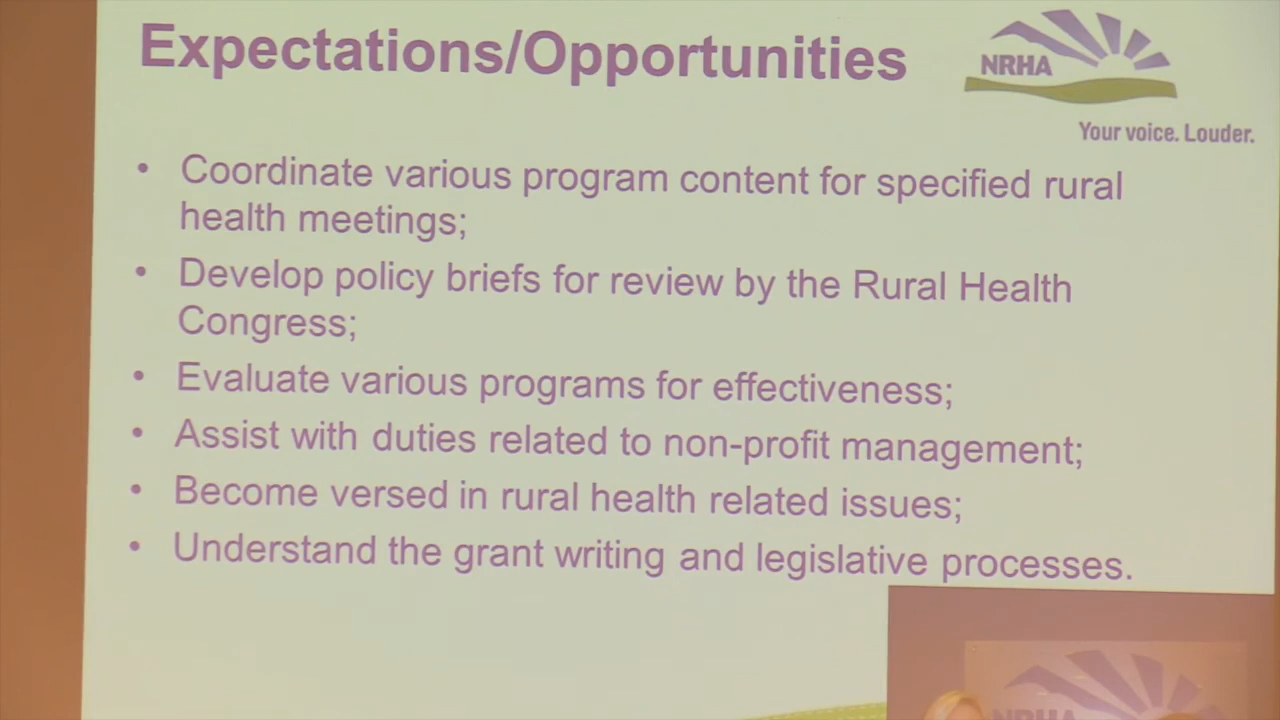 Expectations/Opportunities
NRHA
Your voice. Louder.
• Coordinate various program content for specified rural
health meetings;
• Develop policy briefs for review by the Rural Health
Congress;
• Evaluate various programs for effectiveness;
• Assist with duties related to non-profit management;
• Become versed in rural health related issues;
• Understand the grant writing and legislative processes.
NRHA